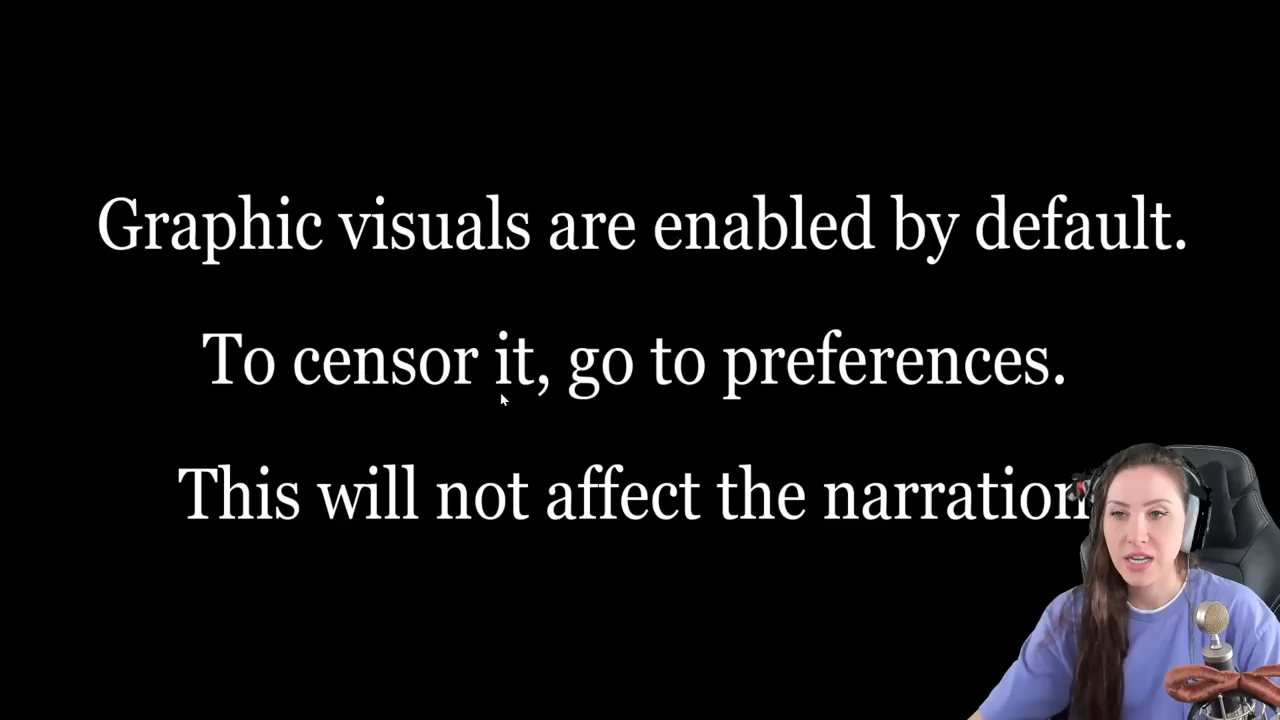 Graphic visuals are enabled by default.
To censor it, go to preferences.
This will not affect the narration